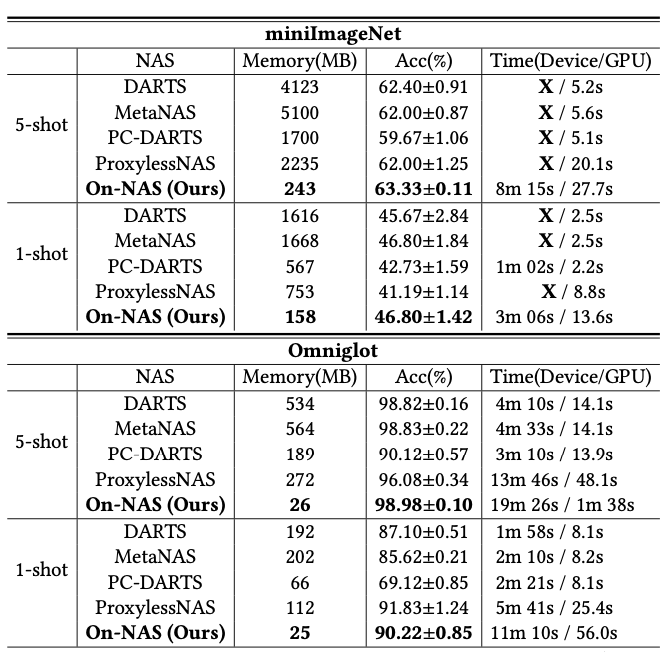 miniImageNet
NAS Memory(MB) Acc(%) Time(Device/GPU)
5-shot
DARTS 4123 62.40±0.91 X / 5.2s
MetaNAS 5100 62.00±0.87 X / 5.6s
PC-DARTS 1700 59.67±1.06 X / 5.1s
ProxylessNAS 2235 62.00±1.25 X / 20.1s
On-NAS (Ours) 243 63.33±0.11 8m 15s / 27.7s
1-shot
DARTS 1616 45.67±2.84 X / 2.5s
MetaNAS 1668 46.80±1.84 X / 2.5s
PC-DARTS 567 42.73±1.59 1m 02s / 2.2s
ProxylessNAS 753 41.19±1.14 X / 8.8s
On-NAS (Ours) 158 46.80±1.42 3m 06s / 13.6s
Omniglot
NAS Memory(MB) Acc(%) Time(Device/GPU)
5-shot
DARTS 534 98.82±0.16 4m 10s / 14.1s
MetaNAS 564 98.83±0.22 4m 33s / 14.1s
PC-DARTS 189 90.12±0.57 3m 10s / 13.9s
ProxylessNAS 272 96.08±0.34 13m 46s / 48.1s
On-NAS (Ours) 26 98.98±0.10 19m 26s / 1m 38s
1-shot
DARTS 192 87.10±0.51 1m 58s / 8.1s
MetaNAS 202 85.62±0.21 2m 10s / 8.2s
PC-DARTS 66 69.12±0.85 2m 21s / 8.1s
ProxylessNAS 112 91.83±1.24 5m 41s / 25.4s
On-NAS (Ours) 25 90.22±0.85 11m 10s / 56.0s